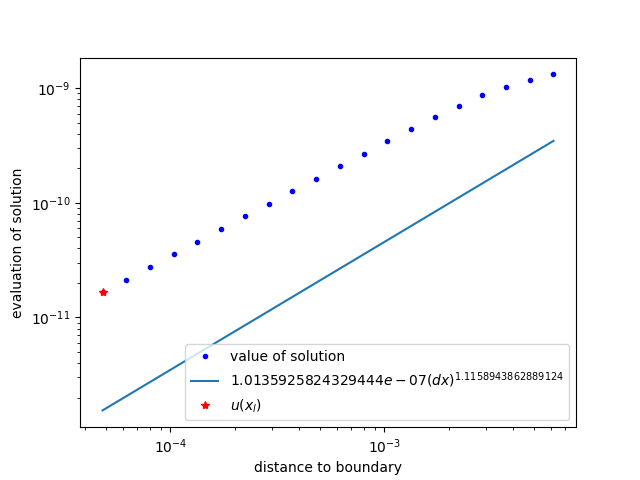 10⁻⁹
10⁻¹⁰
10⁻¹¹
evaluation of solution
value of solution
1.0135925824329444e − 07(dx)^1.1158943862889124
u(x_l)
10⁻⁴ 10⁻³
distance to boundary